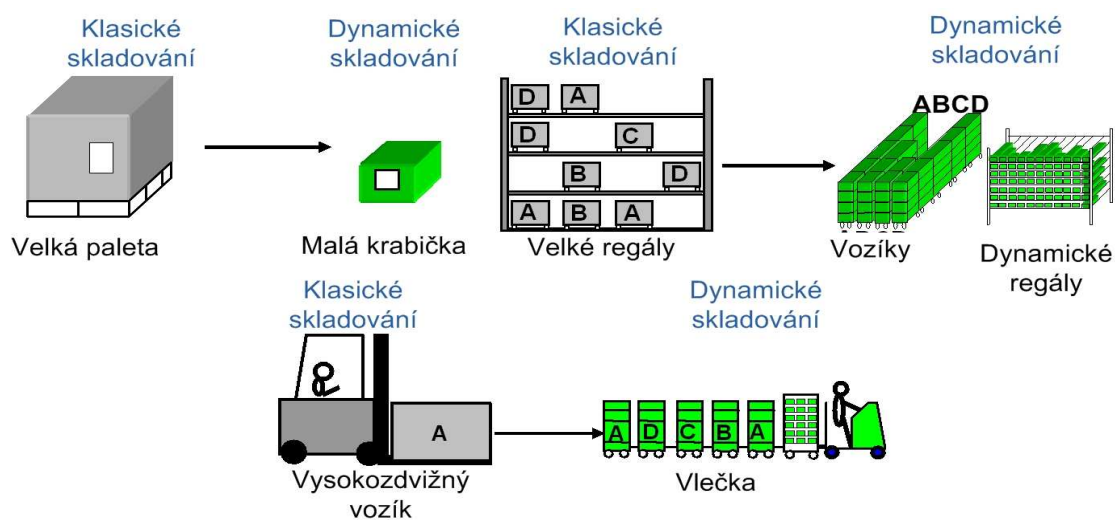 Klasické
skladování
Dynamické
skladování
Klasické
skladování
Dynamické
skladování
D A
D C
B D
A B A
ABCD
Velká paleta
Malá krabička
Velké regály
Vozíky
Dynamické
regály
Klasické
skladování
Dynamické
skladování
A
A D C B A
Vysokozdvižný
vozík
Vlečka